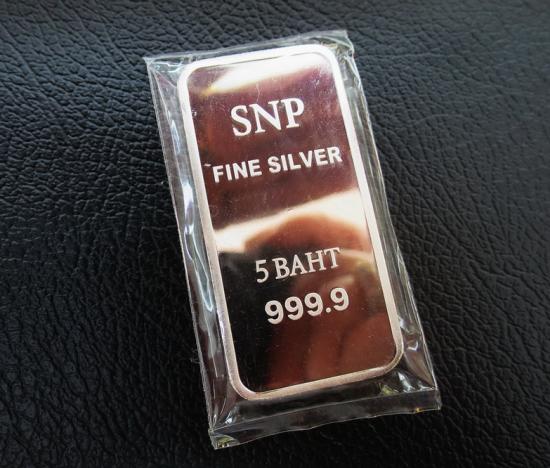 SNP
FINE SILVER
5 BAHT
999.9